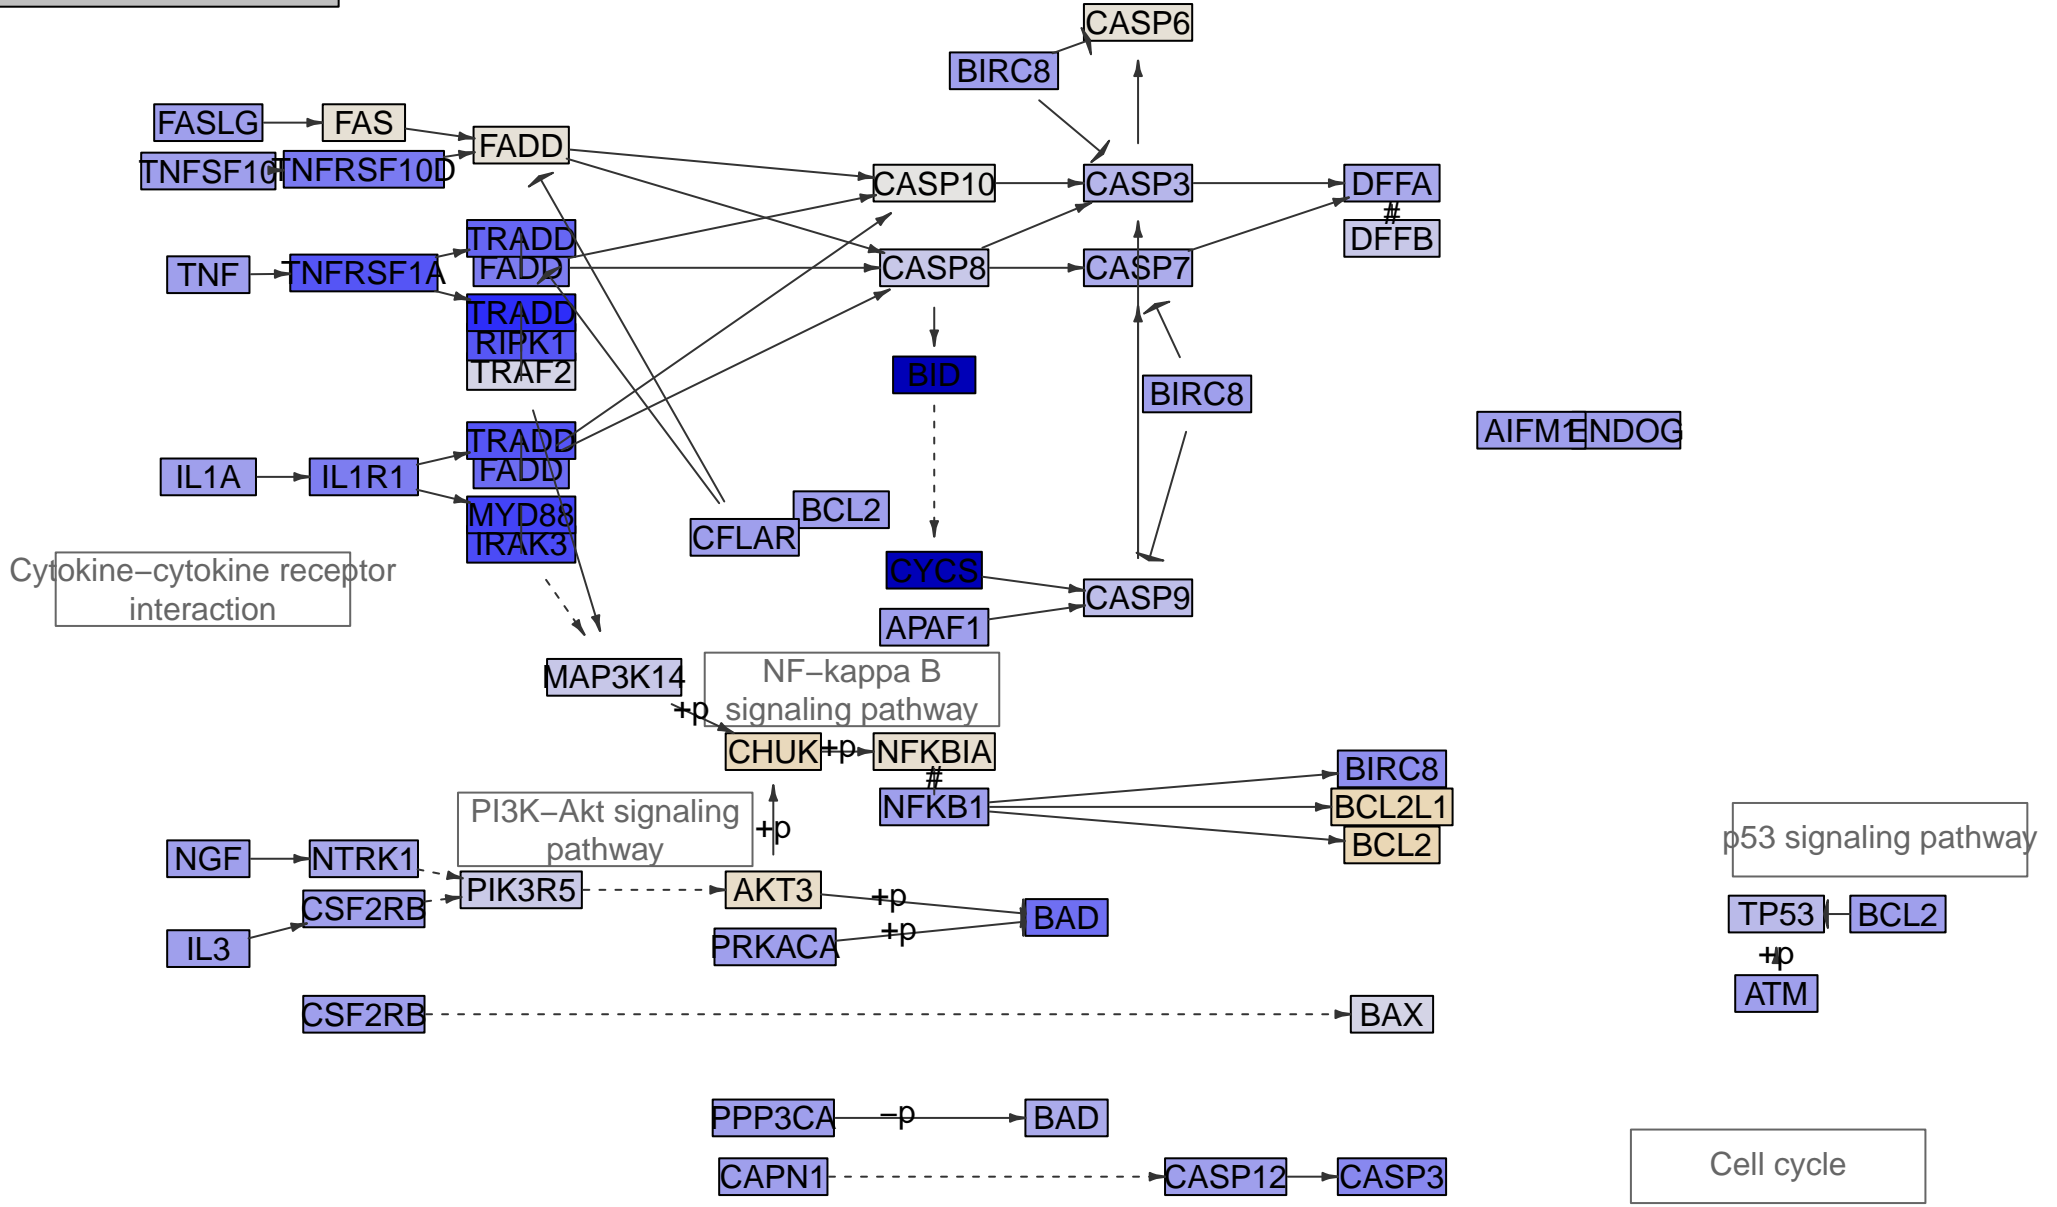 CASP6
BIRC8
FASLG
FAS
FADD
TNFSF10
TNFRSF10D
CASP10
CASP3
DFFA
#
DFFB
TRADD
FADD
TNF
TNFRSF1A
CASP8
CASP7
TRADD
RIPK1
TRAF2
BID
BIRC8
AIFM1
ENDOG
TRADD
FADD
IL1A
IL1R1
MYD88
IRAK3
BCL2
CFLAR
Cytokine–cytokine receptor
interaction
CYCS
CASP9
APAF1
MAP3K14
NF–kappa B
signaling pathway
+p
CHUK
+p
NFKBIA
#
NFKB1
BIRC8
BCL2L1
BCL2
PI3K–Akt signaling
pathway
+p
p53 signaling pathway
NGF
NTRK1
CSF2RB
IL3
PIK3R5
AKT3
+p
BAD
PRKACA
+p
TP53
BCL2
+p
ATM
CSF2RB
BAX
PPP3CA
–p
BAD
CAPN1
CASP12
CASP3
Cell cycle